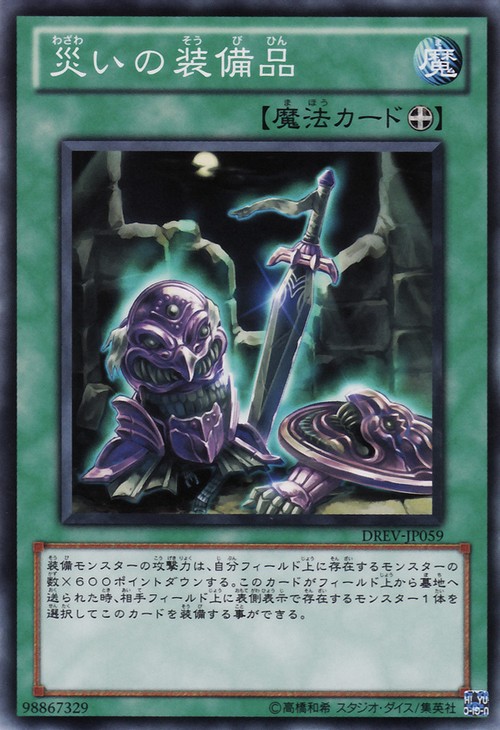 災いの装備品
魔
【魔法カード】
DREV-JP059
装備モンスターの攻撃力は、自分フィールド上に存在するモンスターの
数×600ポイントダウンする。このカードがフィールド上から墓地へ
送られた時、相手フィールド上に表側表示で存在するモンスター1体を
選択してこのカードを装備する事ができる。
98867329
©高橋和希 スタジオ・ダイス/集英社